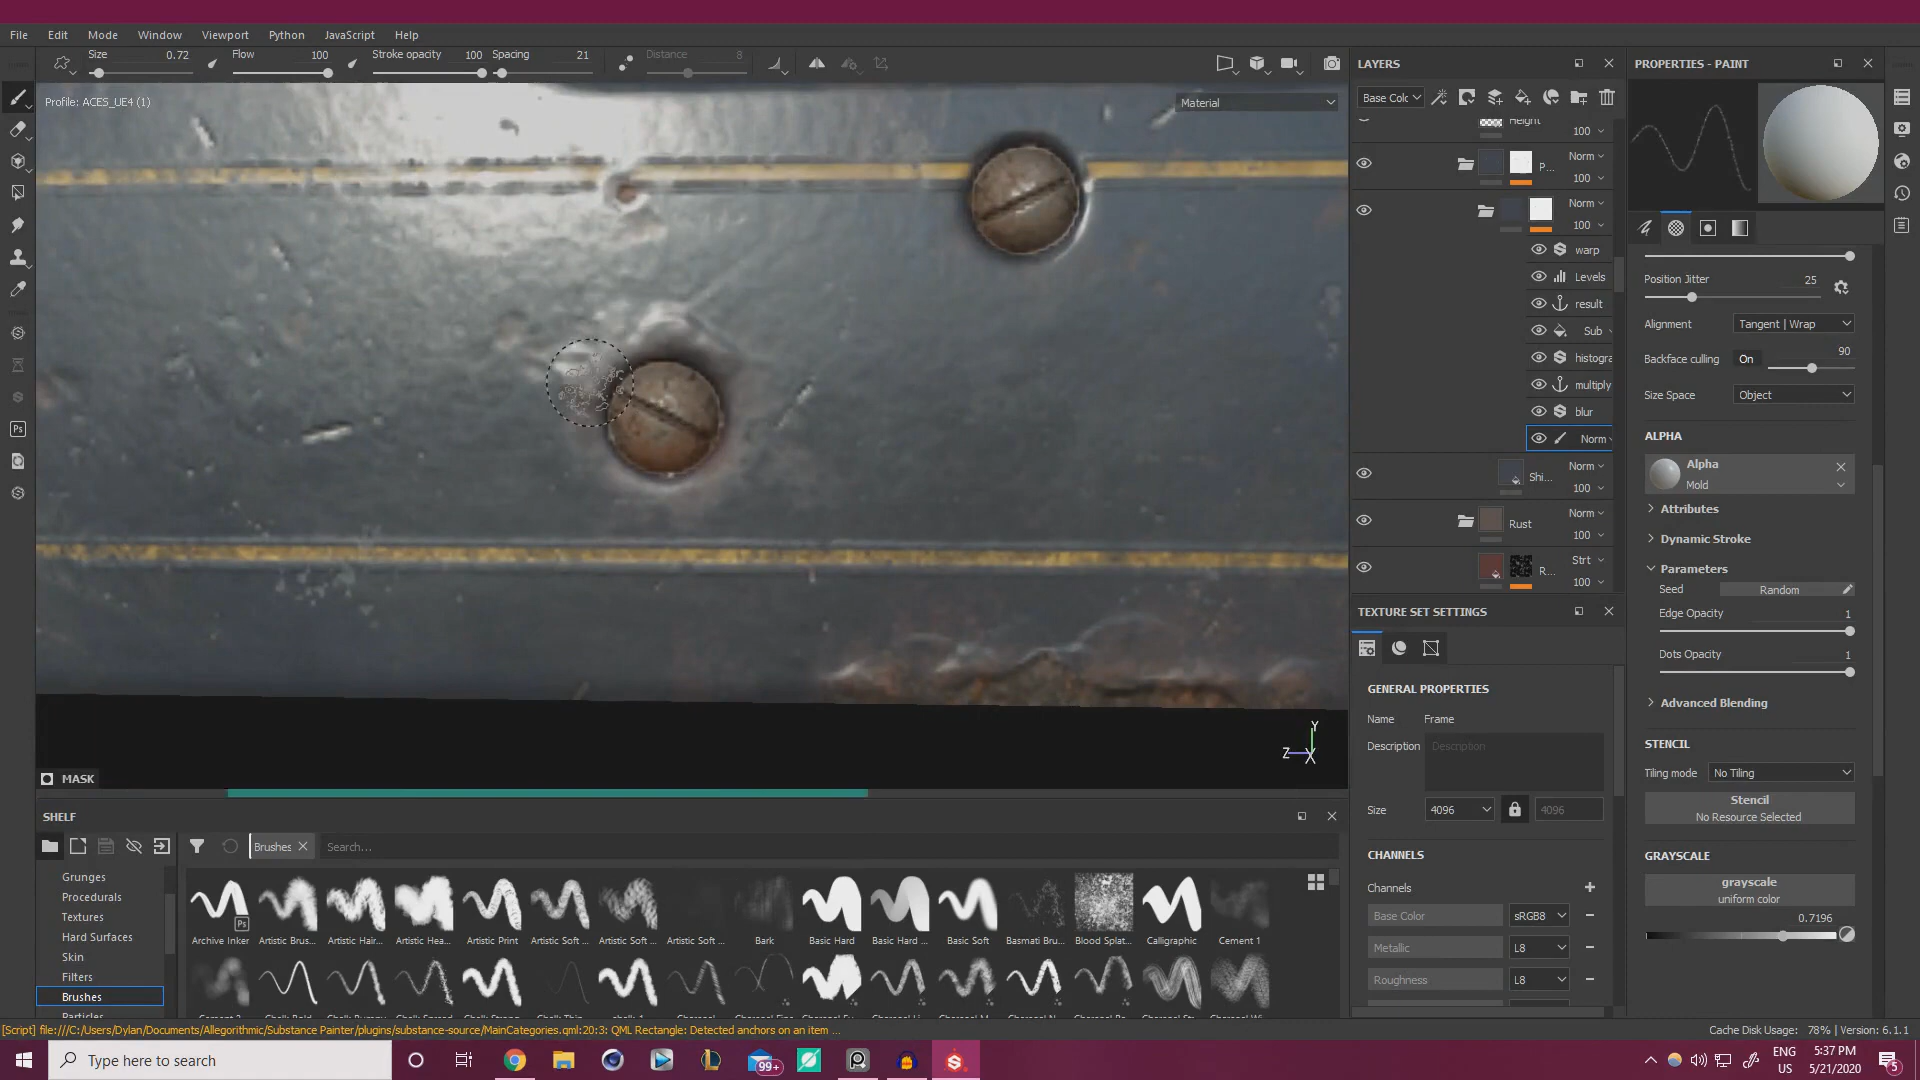 File Edit Mode Window Viewport Python JavaScript Help
Size 0.72 Flow 100 Stroke opacity 100 Spacing 21 Distance 8
Profile: ACES_UE4 (1)
Material
MASK
Z Y X
LAYERS
Base Colc
Height
100
P... Norm
100
Norm
100
warp
Levels
result
Sub
histogra
multiply
blur
Norm
Shi... Norm
100
Rust Norm
100
R... Strt
100
TEXTURE SET SETTINGS
GENERAL PROPERTIES
Name Frame
Description Description
Size 4096 4096
CHANNELS
Channels
Base Color sRGB8
Metallic L8
Roughness L8
PROPERTIES - PAINT
Position Jitter 25
Alignment Tangent | Wrap
Backface culling On 90
Size Space Object
ALPHA
Alpha
Mold
Attributes
Dynamic Stroke
Parameters
Seed Random
Edge Opacity 1
Dots Opacity 1
Advanced Blending
STENCIL
Tiling mode No Tiling
Stencil
No Resource Selected
GRAYSCALE
grayscale
uniform color
0.7196
SHELF
Brushes Search...
Grunges
Procedurals
Textures
Hard Surfaces
Skin
Filters
Brushes
Particles
Ps
Archive Inker Artistic Brus... Artistic Hair... Artistic Hea... Artistic Print Artistic Soft ... Artistic Soft ... Artistic Soft ... Bark Basic Hard Basic Hard ... Basic Soft Basmati Bru... Blood Splat... Calligraphic Cement 1
[Script] file:///C:/Users/Dylan/Documents/Allegorithmic/Substance Painter/plugins/substance-source/MainCategories.qml:20:3: QML Rectangle: Detected anchors on an item ...
Cache Disk Usage: 78% | Version: 6.1.1
Type here to search
99+
ENG
US
5:37 PM
5/21/2020
5